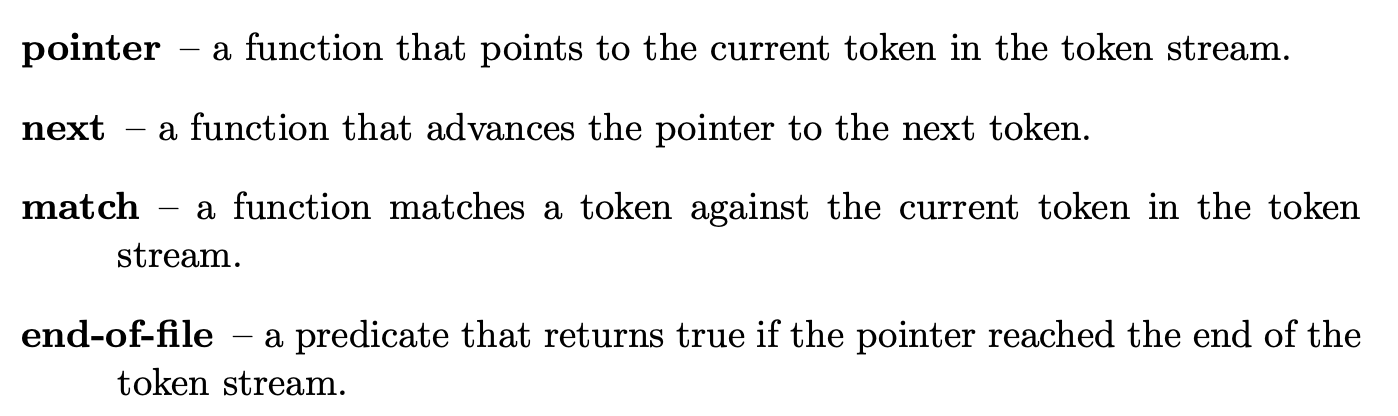 pointer – a function that points to the current token in the token stream.
next – a function that advances the pointer to the next token.
match – a function matches a token against the current token in the token
stream.
end-of-file – a predicate that returns true if the pointer reached the end of the
token stream.